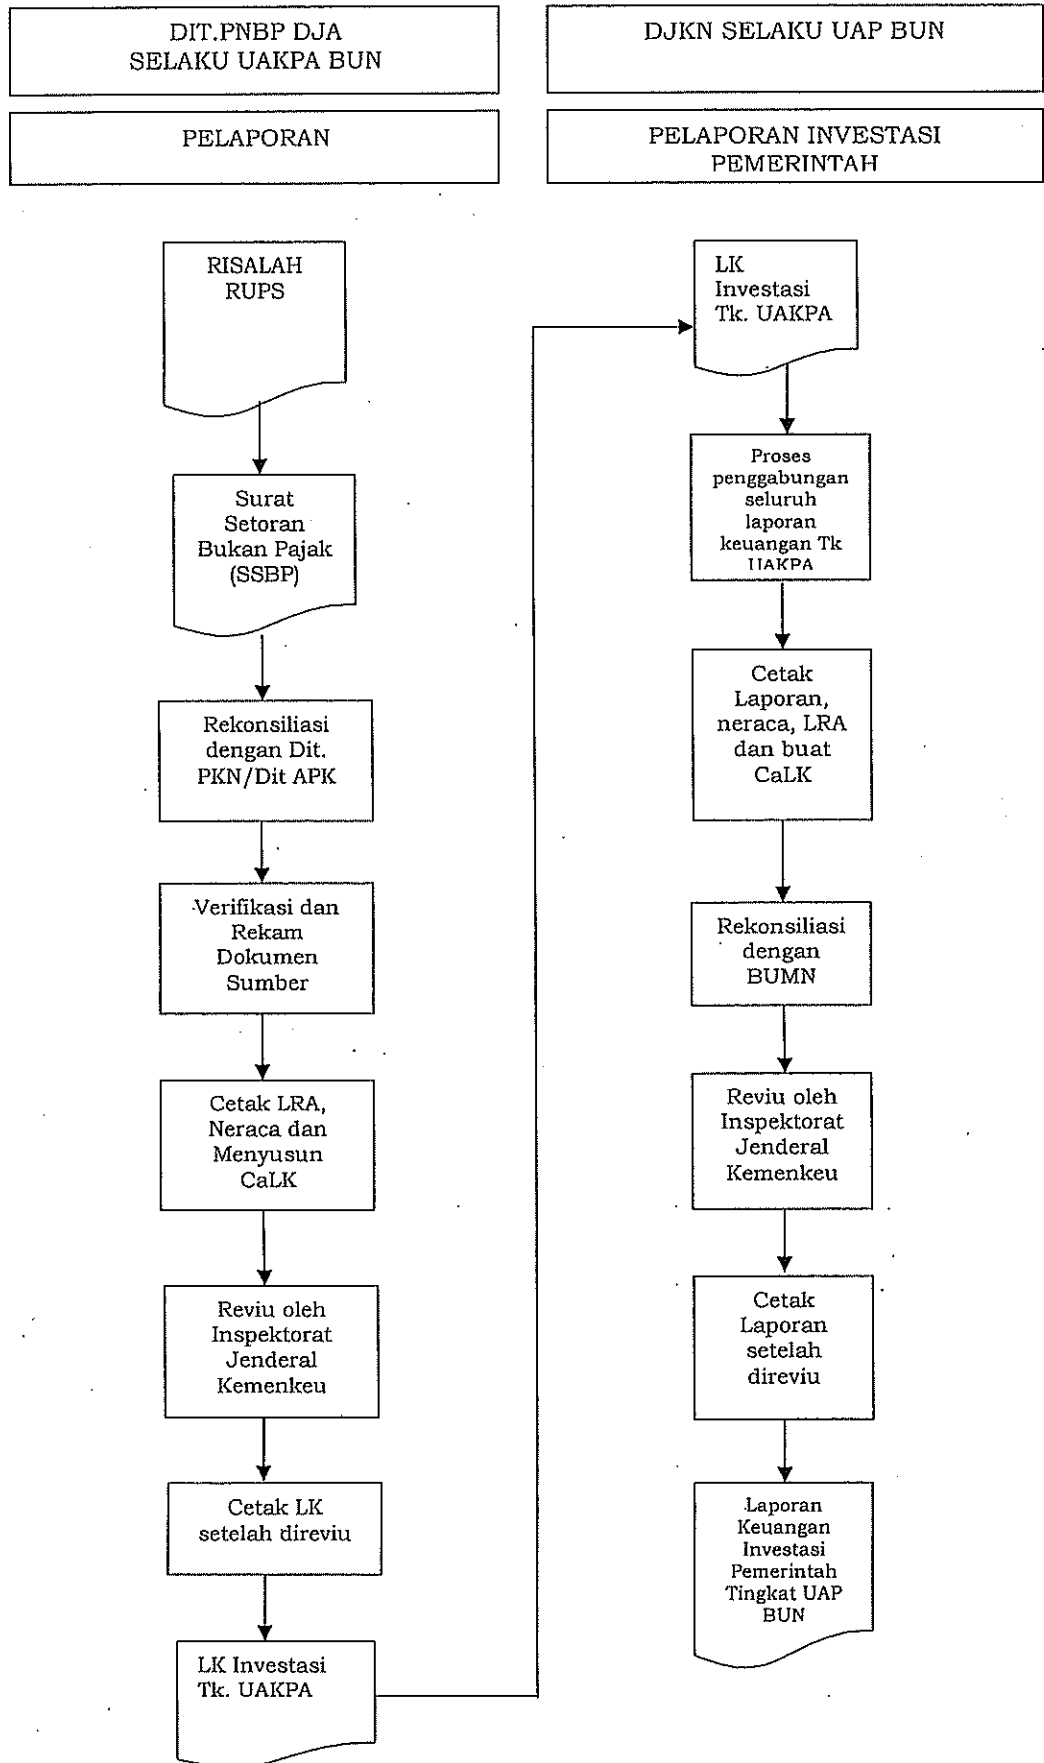 DIT.PNBP DJA
SELAKU UAKPA BUN
DJKN SELAKU UAP BUN
PELAPORAN
PELAPORAN INVESTASI
PEMERINTAH
RISALAH
RUPS
Surat
Setoran
Bukan Pajak
(SSBP)
Rekonsiliasi
dengan Dit.
PKN/Dit APK
Verifikasi dan
Rekam
Dokumen
Sumber
Cetak LRA,
Neraca dan
Menyusun
CaLK
Reviu oleh
Inspektorat
Jenderal
Kemenkeu
Cetak LK
setelah direviu
LK Investasi
Tk. UAKPA
LK
Investasi
Tk. UAKPA
Proses
penggabungan
seluruh
laporan
keuangan Tk
UAKPA
Cetak
Laporan,
neraca, LRA
dan buat
CaLK
Rekonsiliasi
dengan
BUMN
Reviu oleh
Inspektorat
Jenderal
Kemenkeu
Cetak
Laporan
setelah
direviu
Laporan
Keuangan
Investasi
Pemerintah
Tingkat UAP
BUN